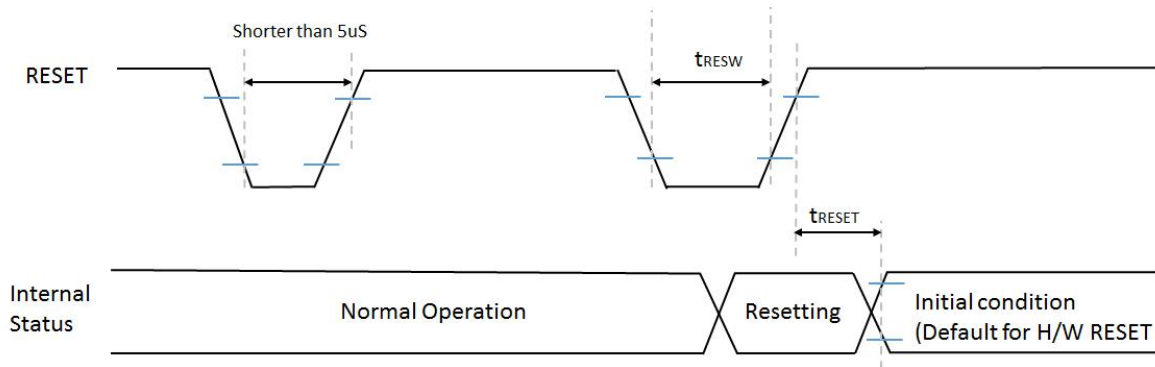 Shorter than 5uS
RESET
tRESW
tRESET
Internal
Status
Normal Operation
Resetting
Initial condition
(Default for H/W RESET